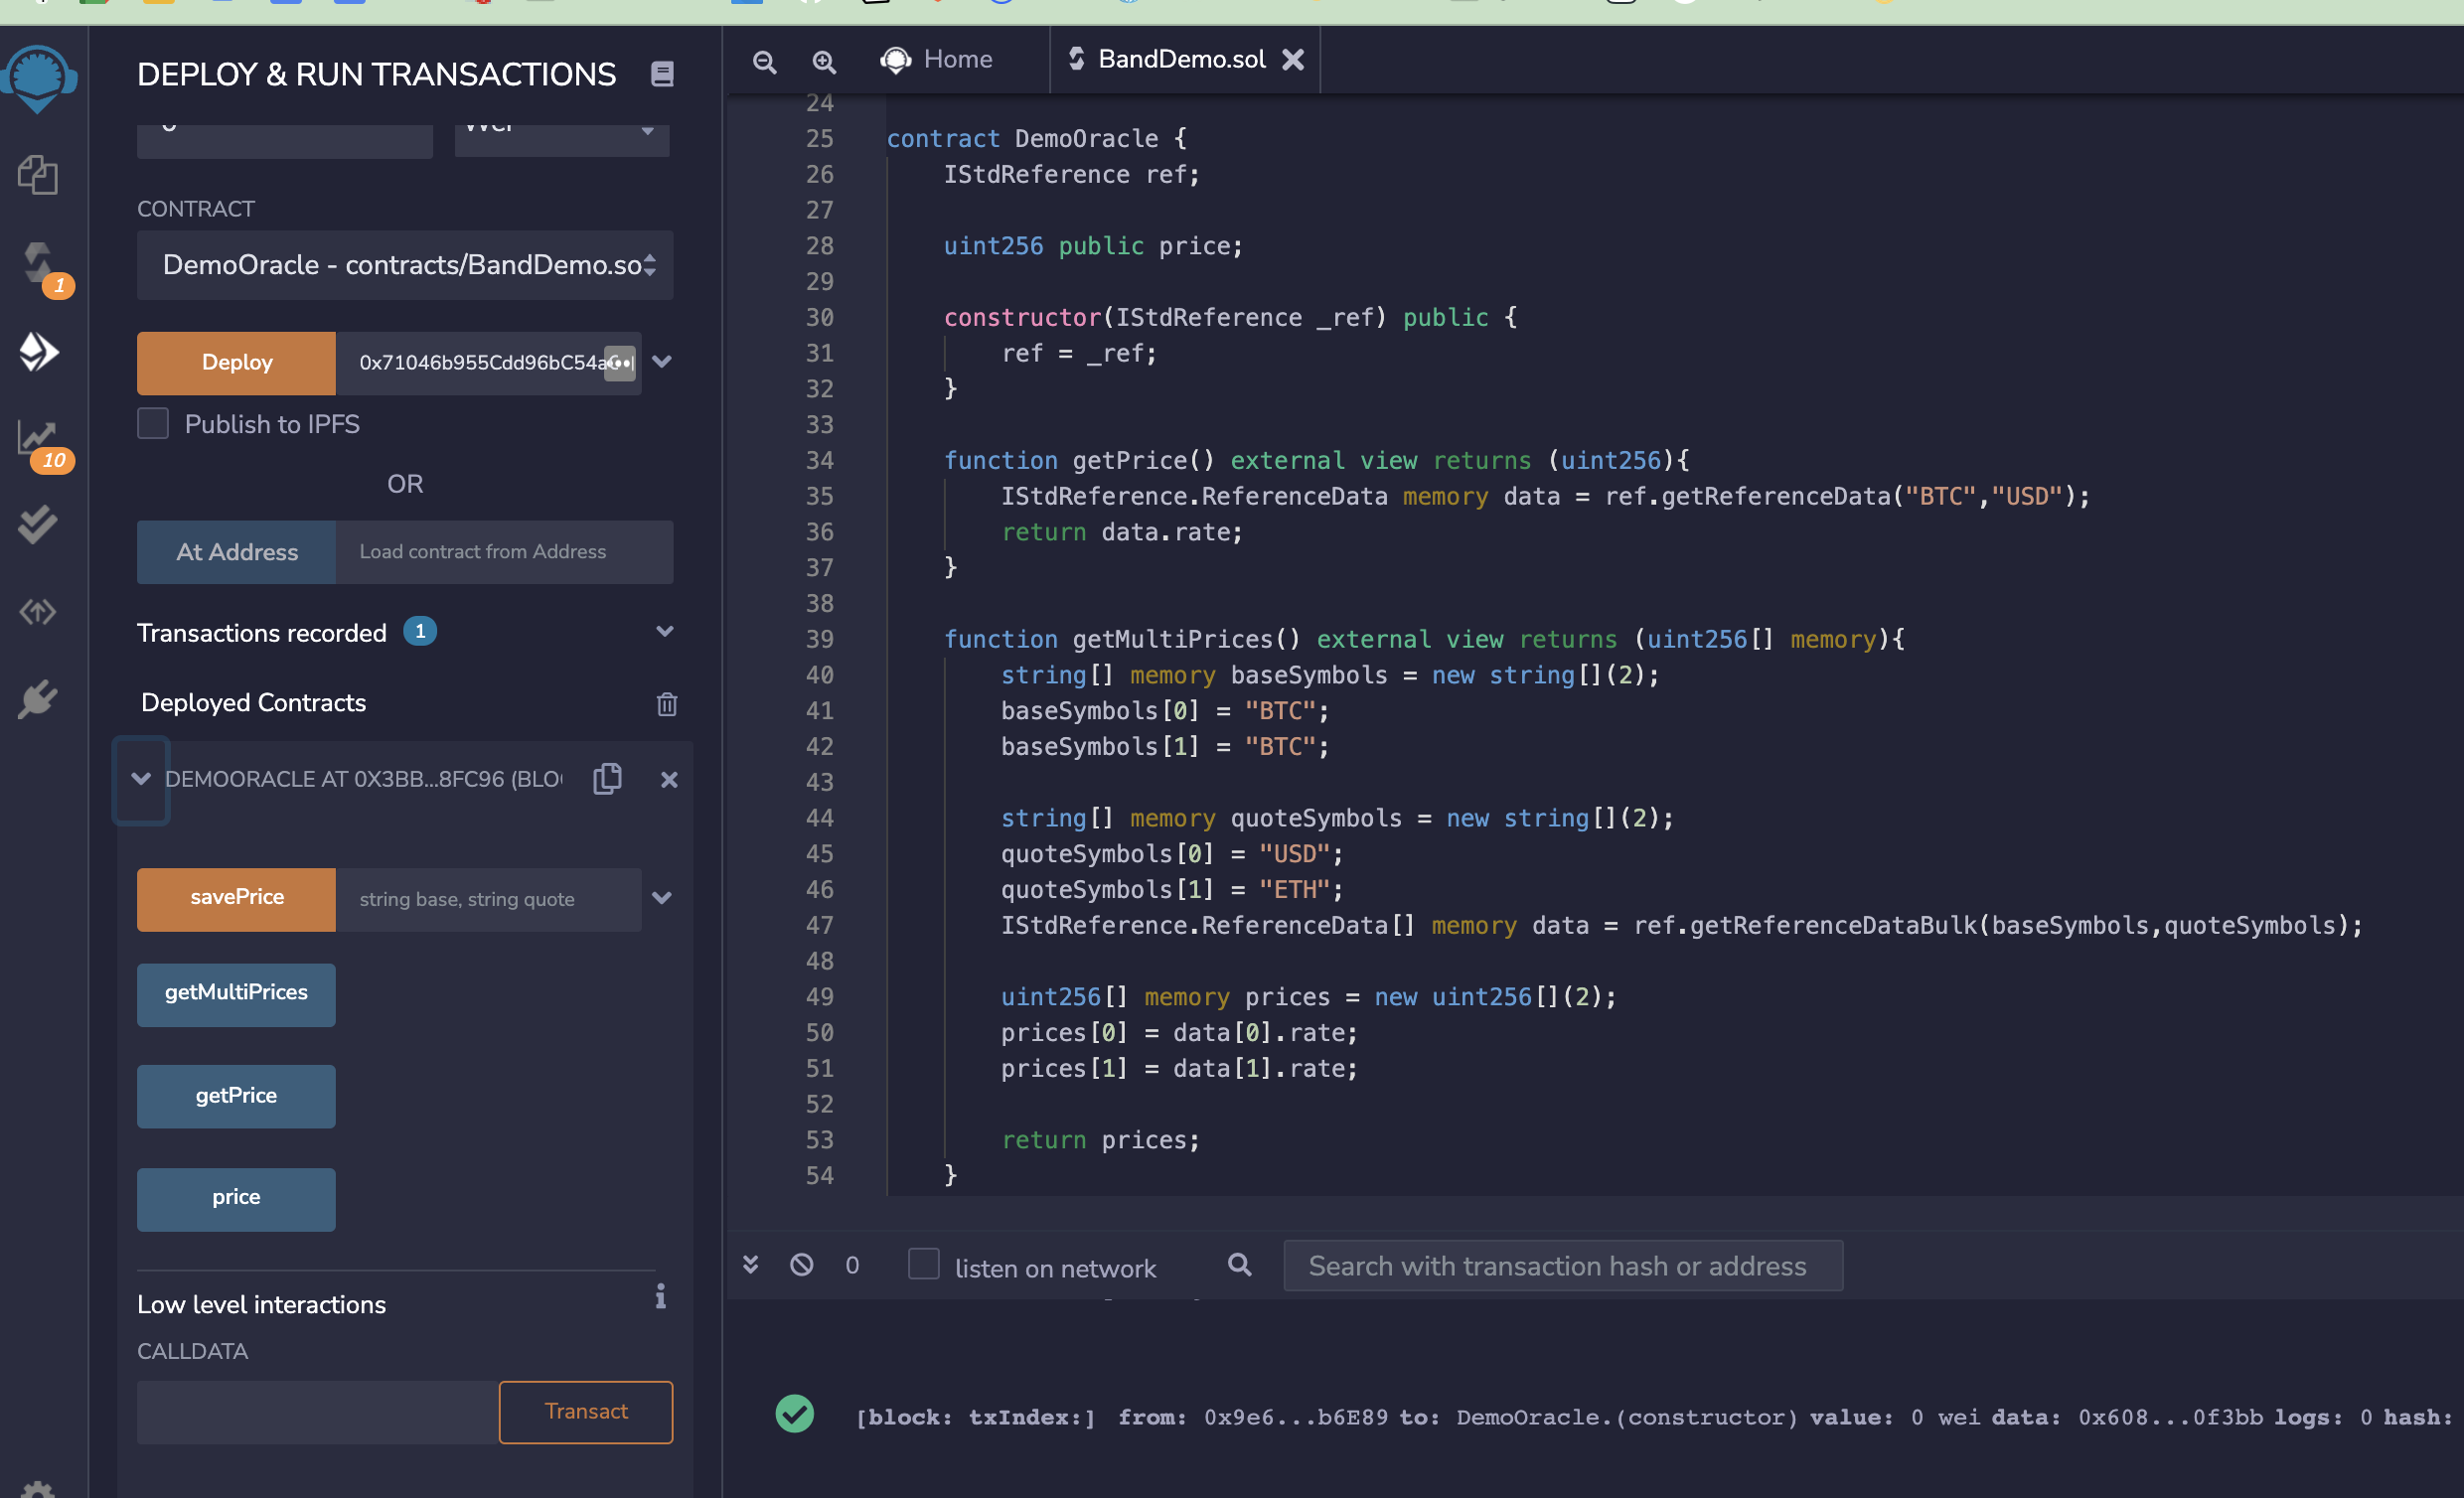 DEPLOY & RUN TRANSACTIONS
CONTRACT
DemoOracle - contracts/BandDemo.so
1
Deploy 0x71046b955Cdd96bC54a
Publish to IPFS
10
OR
At Address Load contract from Address
Transactions recorded 1
Deployed Contracts
DEMOORACLE AT 0X3BB...8FC96 (BLO
savePrice string base, string quote
getMultiPrices
getPrice
price
Low level interactions
CALLDATA
Transact
Home
BandDemo.sol
24
25 contract DemoOracle {
26 IStdReference ref;
27
28 uint256 public price;
29
30 constructor(IStdReference _ref) public {
31 ref = _ref;
32 }
33
34 function getPrice() external view returns (uint256){
35 IStdReference.ReferenceData memory data = ref.getReferenceData("BTC","USD");
36 return data.rate;
37 }
38
39 function getMultiPrices() external view returns (uint256[] memory){
40 string[] memory baseSymbols = new string[](2);
41 baseSymbols[0] = "BTC";
42 baseSymbols[1] = "BTC";
43
44 string[] memory quoteSymbols = new string[](2);
45 quoteSymbols[0] = "USD";
46 quoteSymbols[1] = "ETH";
47 IStdReference.ReferenceData[] memory data = ref.getReferenceDataBulk(baseSymbols,quoteSymbols);
48
49 uint256[] memory prices = new uint256[](2);
50 prices[0] = data[0].rate;
51 prices[1] = data[1].rate;
52
53 return prices;
54 }
0 listen on network Search with transaction hash or address
[block: txIndex:] from: 0x9e6...b6E89 to: DemoOracle.(constructor) value: 0 wei data: 0x608...0f3bb logs: 0 hash: